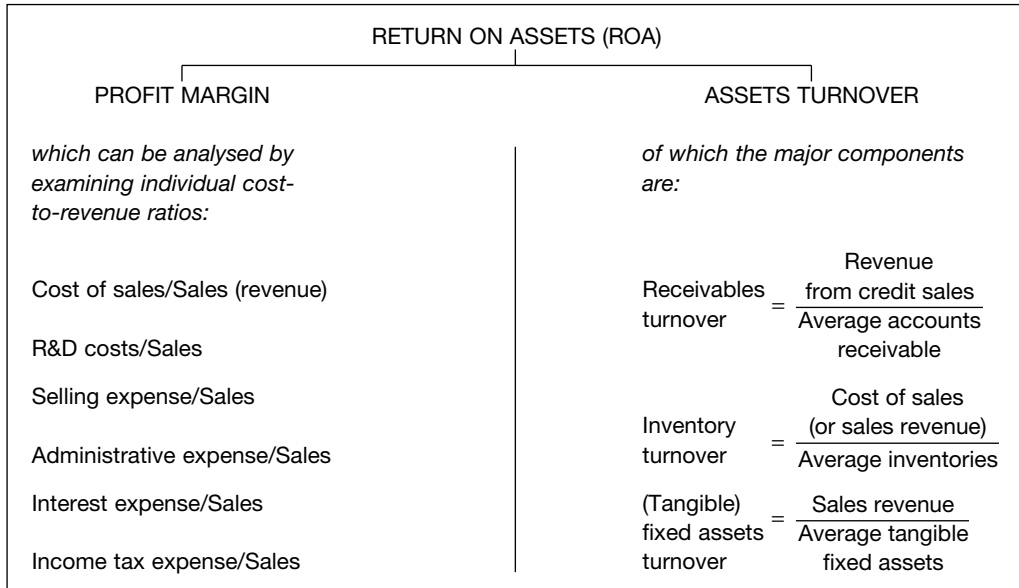 RETURN ON ASSETS (ROA)
PROFIT MARGIN
which can be analysed by
examining individual cost-
to-revenue ratios:
Cost of sales/Sales (revenue)
R&D costs/Sales
Selling expense/Sales
Administrative expense/Sales
Interest expense/Sales
Income tax expense/Sales
ASSETS TURNOVER
of which the major components
are:
Receivables
turnover
=
Revenue
from credit sales
Average accounts
receivable
Inventory
turnover
=
Cost of sales
(or sales revenue)
Average inventories
(Tangible)
fixed assets
turnover
=
Sales revenue
Average tangible
fixed assets